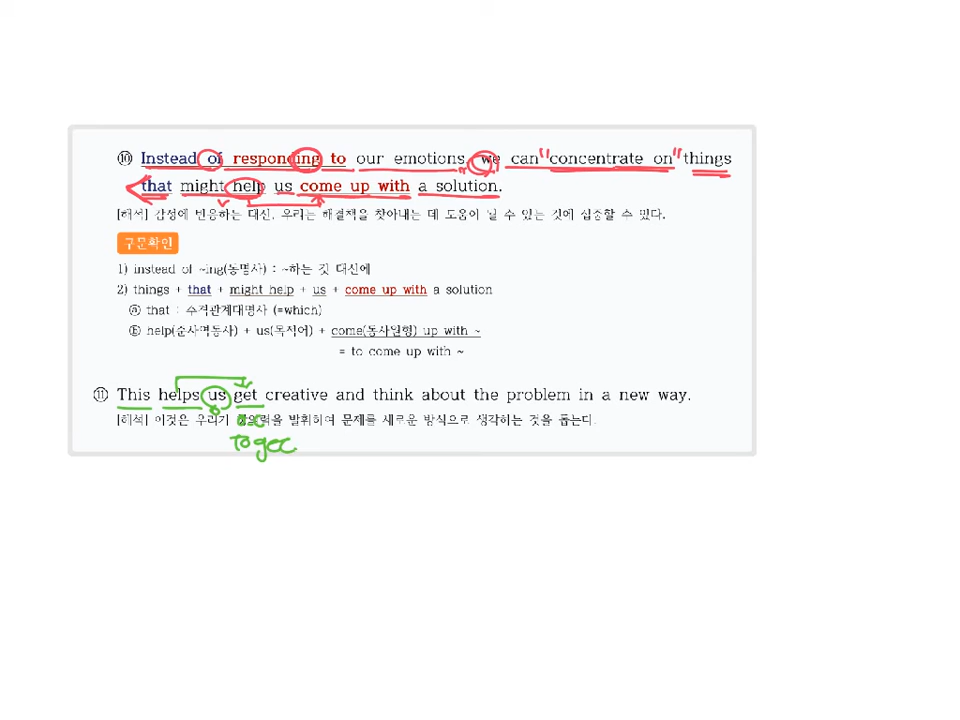 ⑩ Instead of responding to our emotions, we can "concentrate on" things
that might help us come up with a solution.
[해석] 감정에 반응하는 대신, 우리는 해결책을 찾아내는 데 도움이 될 수 있는 것에 집중할 수 있다.
구문확인
1) instead of ~ing(동명사) : ~하는 것 대신에
2) things + that + might help + us + come up with a solution
ⓐ that : 주격관계대명사 (=which)
ⓑ help(준사역동사) + us(목적어) + come(동사원형) up with ~
= to come up with ~
⑪ This helps us get creative and think about the problem in a new way.
[해석] 이것은 우리가 창의력을 발휘하여 문제를 새로운 방식으로 생각하는 것을 돕는다.
To get